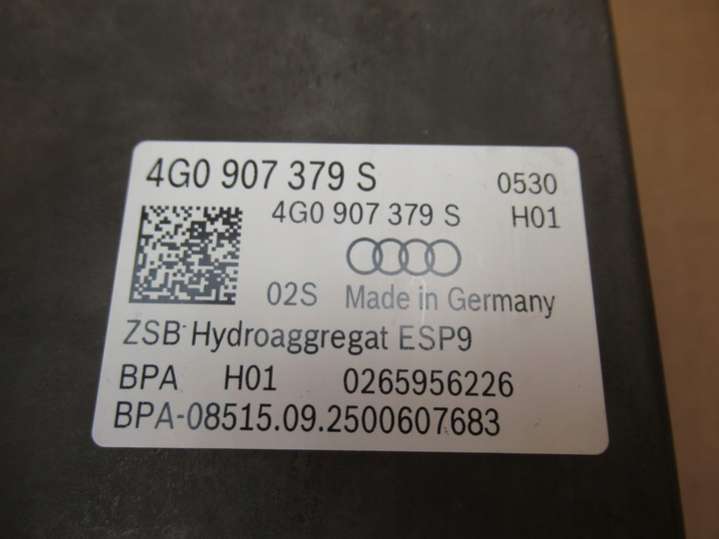 4G0 907 379 S 0530
4G0 907 379 S H01
02S Made in Germany
ZSB Hydroaggregat ESP9
BPA H01 0265956226
BPA-08515.09.2500607683